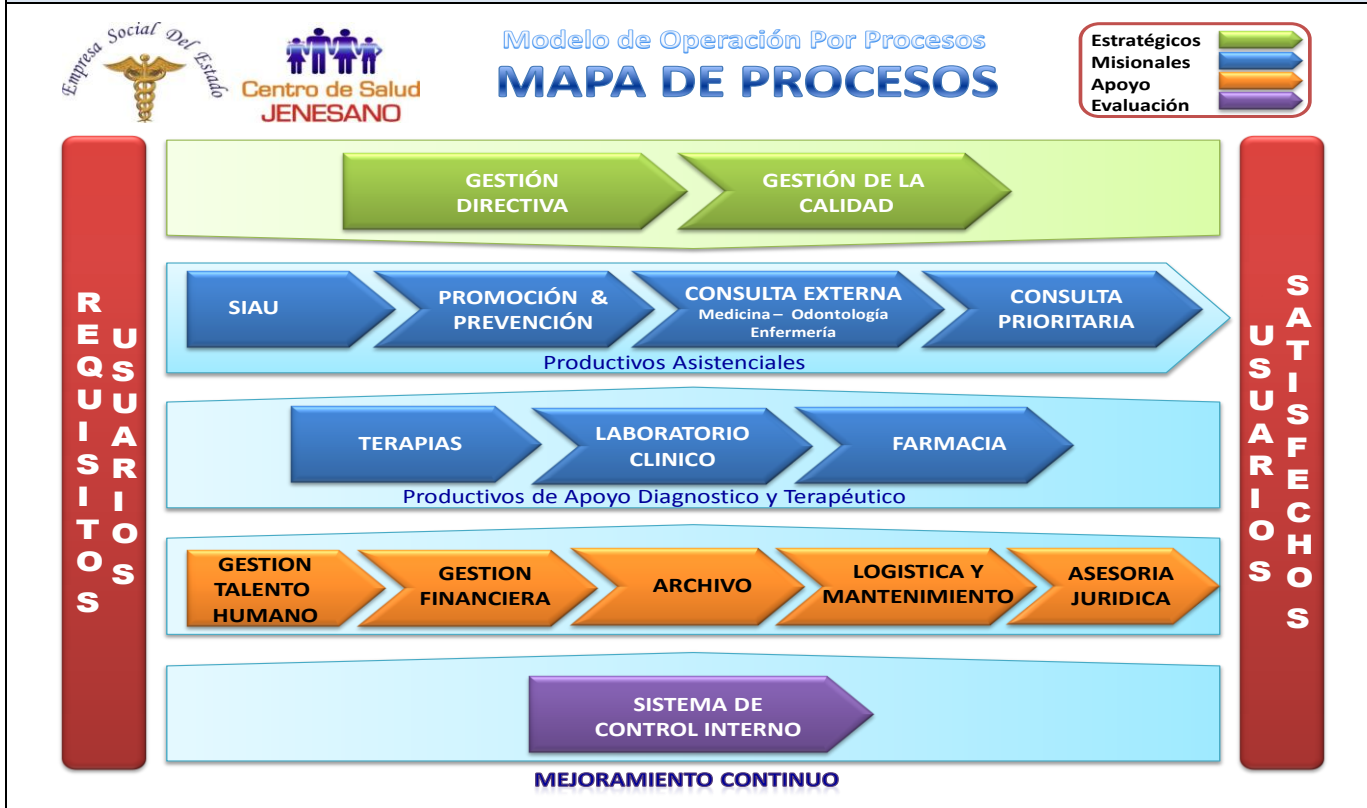 Empresa Social Del Estado
Centro de Salud
JENESANO
Modelo de Operación Por Procesos
MAPA DE PROCESOS
Estratégicos
Misionales
Apoyo
Evaluación
REQUISITOS
USUARIOS
GESTIÓN
DIRECTIVA
GESTIÓN DE LA
CALIDAD
SIAU
PROMOCIÓN &
PREVENCIÓN
CONSULTA EXTERNA
Medicina – Odontología
Enfermería
CONSULTA
PRIORITARIA
Productivos Asistenciales
TERAPIAS
LABORATORIO
CLINICO
FARMACIA
Productivos de Apoyo Diagnostico y Terapéutico
GESTION
TALENTO
HUMANO
GESTION
FINANCIERA
ARCHIVO
LOGISTICA Y
MANTENIMIENTO
ASESORIA
JURIDICA
SISTEMA DE
CONTROL INTERNO
MEJORAMIENTO CONTINUO
USUARIOS
SATISFECHOS